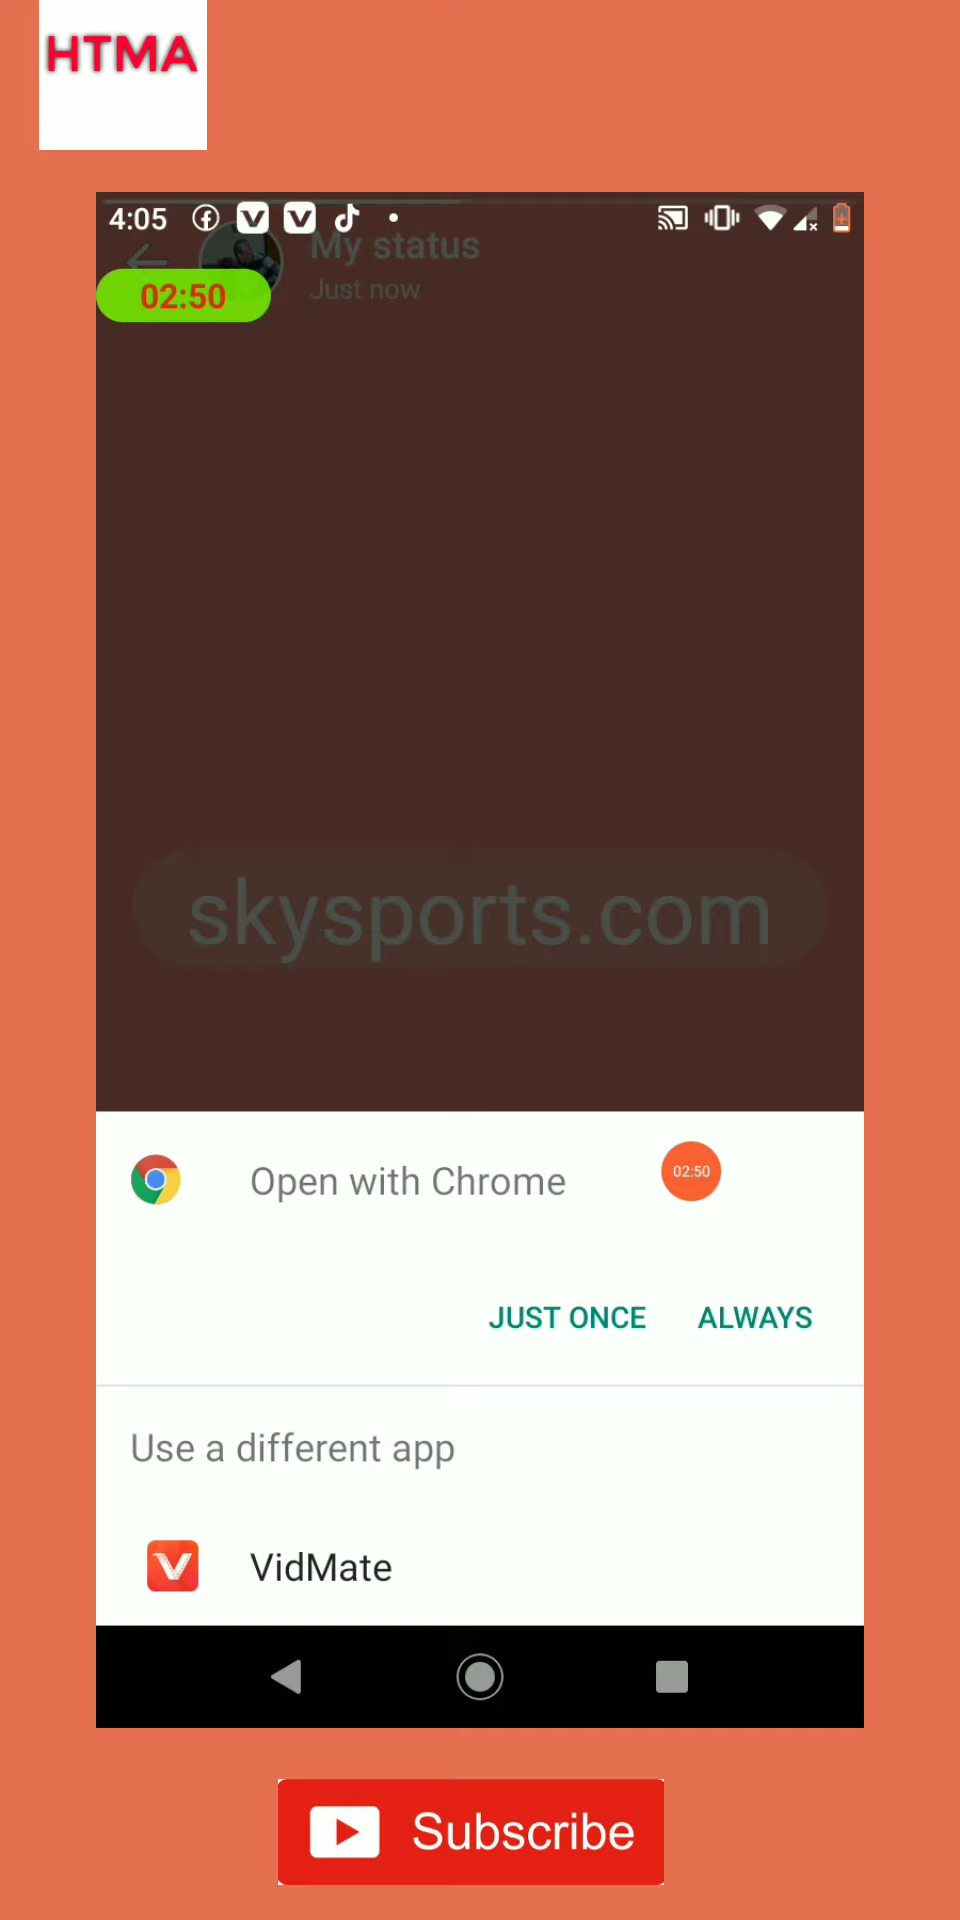 HTMA
4:05
My status
Just now
02:50
skysports.com
Open with Chrome
02:50
JUST ONCE ALWAYS
Use a different app
VidMate
Subscribe